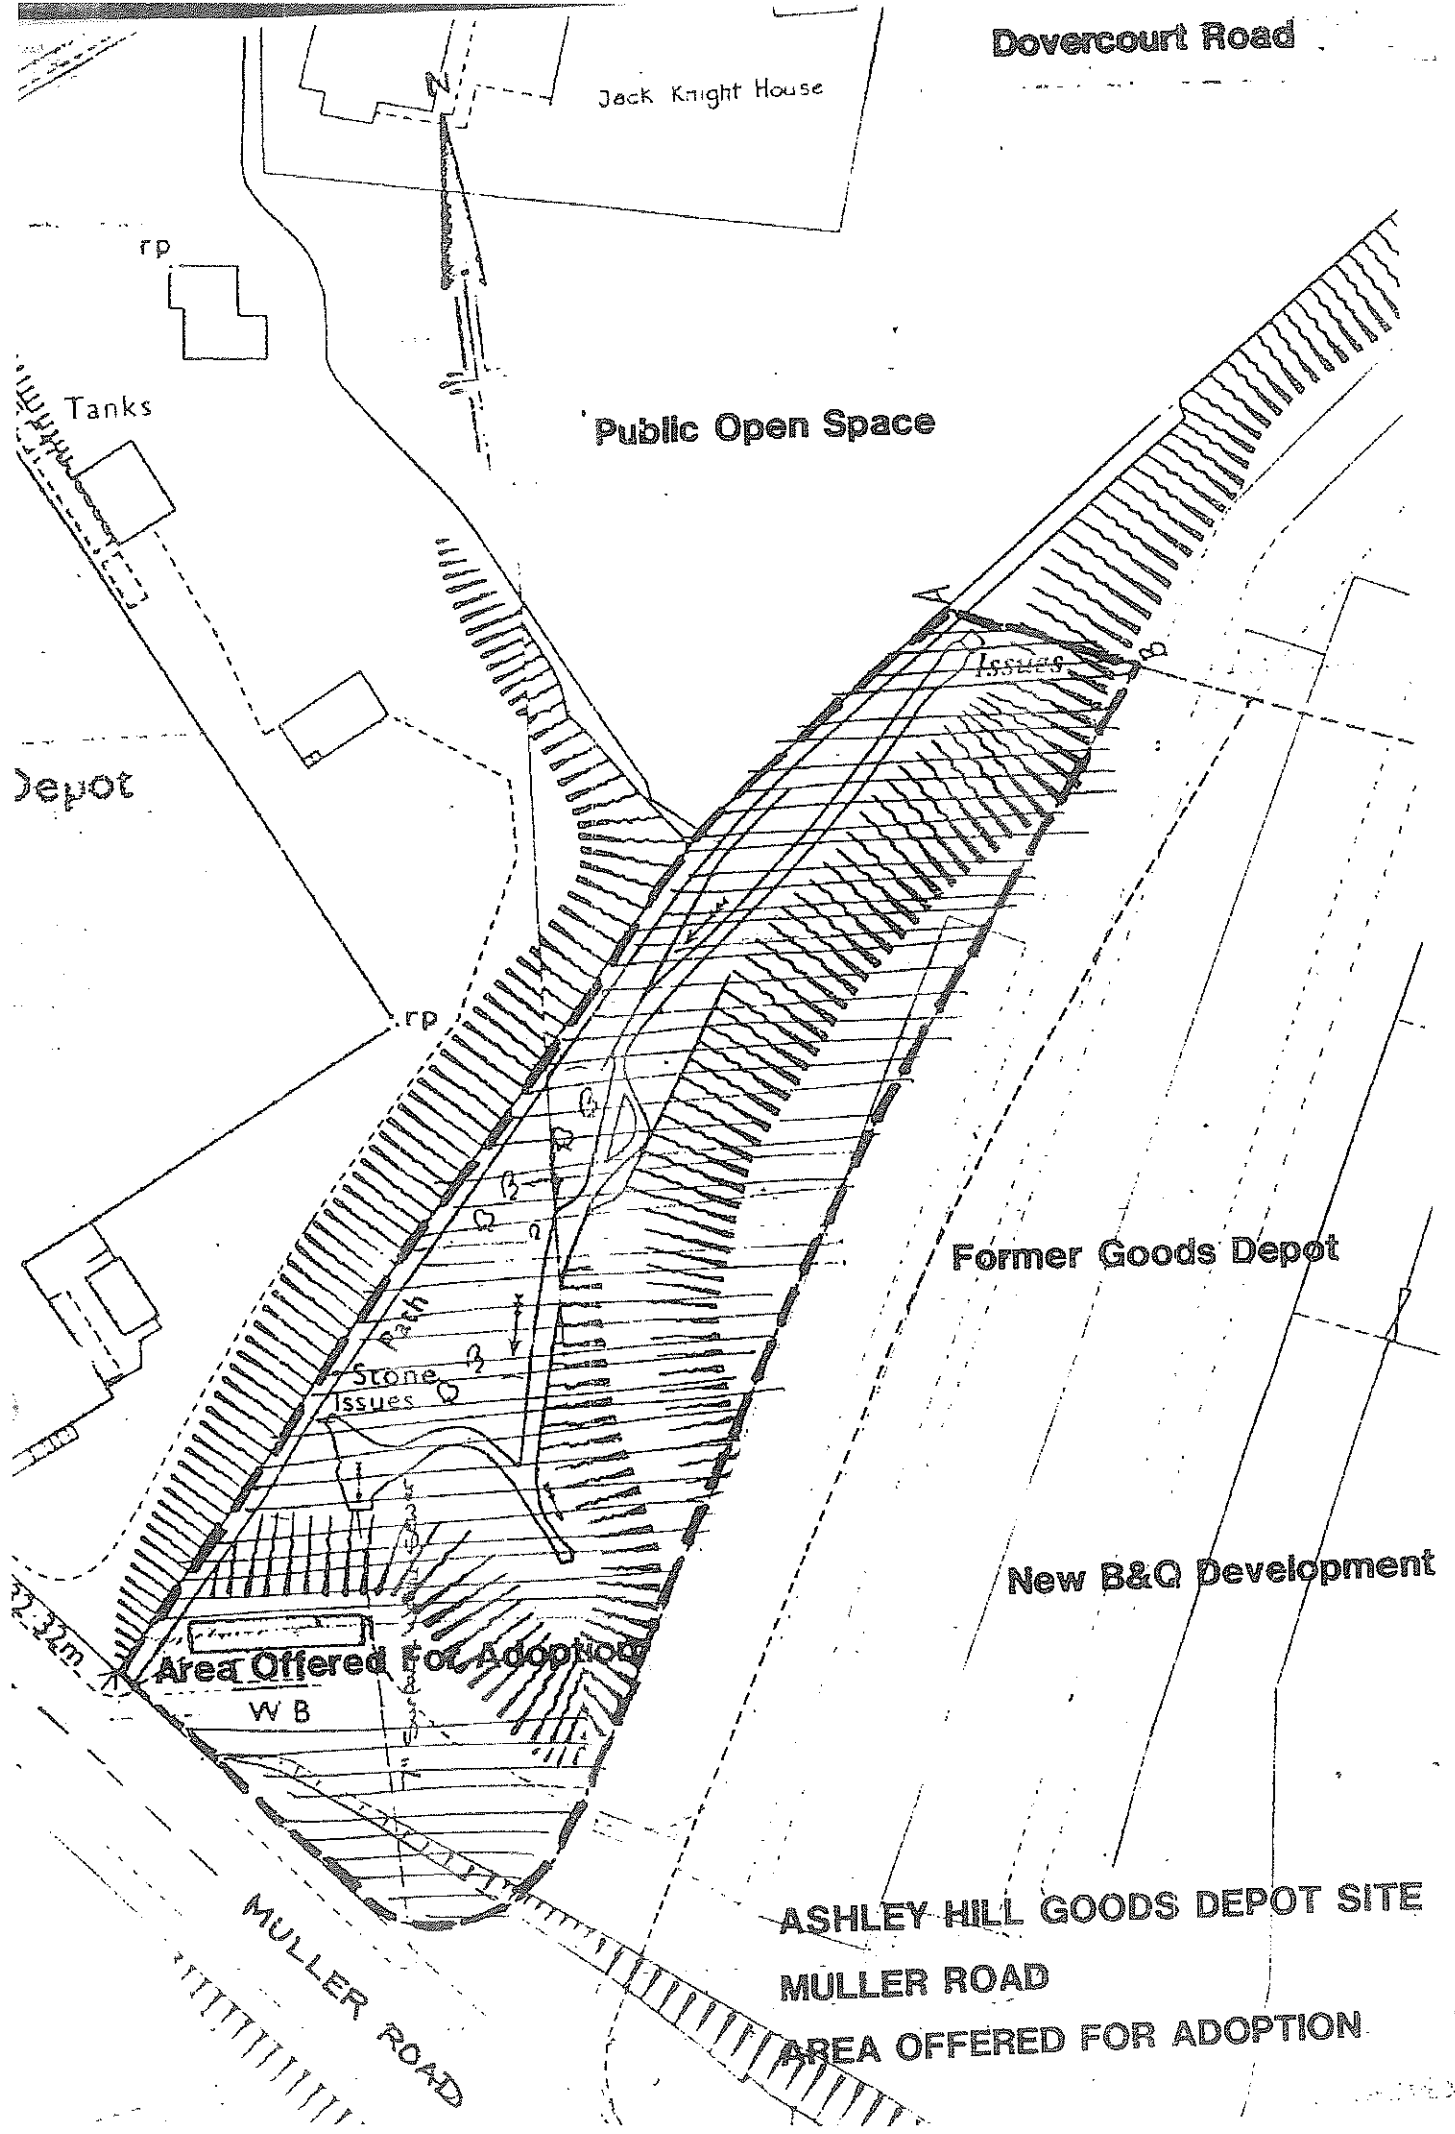 Dovercourt Road
N
Jack Knight House
rp
Tanks
Public Open Space
A
Issues
B
Depot
rp
Path
Stone
Issues
Former Goods Depot
New B&Q Development
32.32m
Area Offered For Adoption
W B
MULLER ROAD
ASHLEY HILL GOODS DEPOT SITE
MULLER ROAD
AREA OFFERED FOR ADOPTION